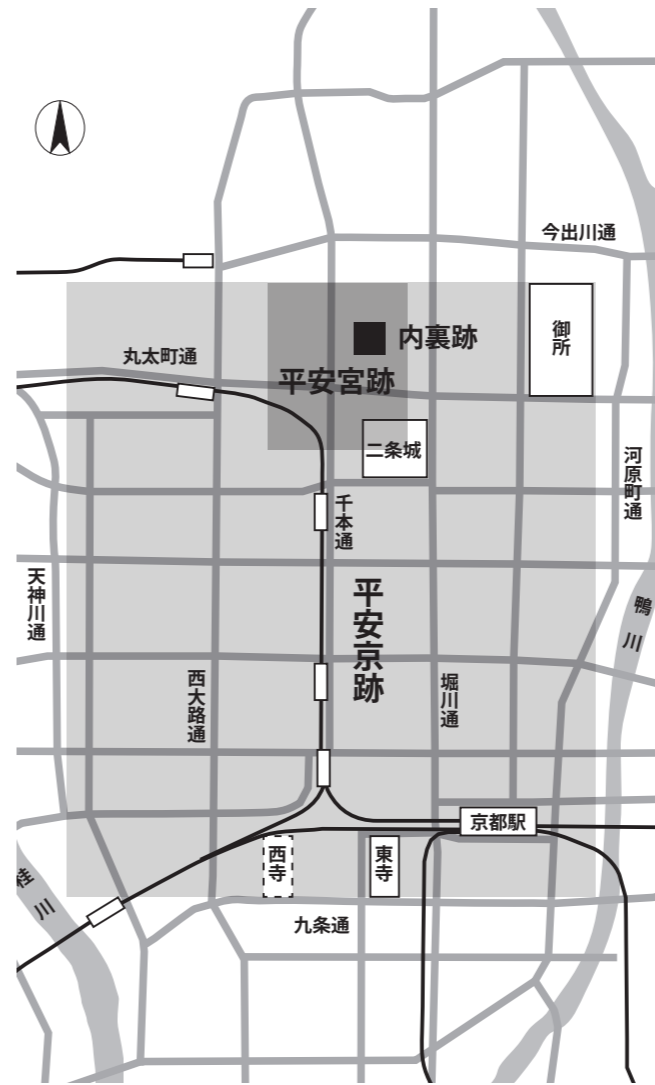 今出川通
御所
内裏跡
丸太町通
平安宮跡
二条城
河原町通
千本通
天神川通
平安京跡
鴨川
西大路通
堀川通
京都駅
西寺
東寺
桂川
九条通